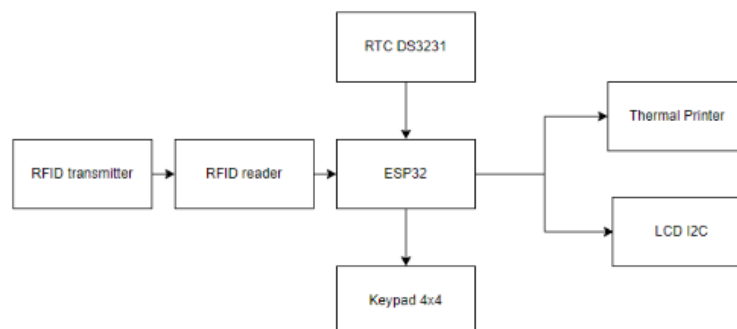 RTC DS3231
Thermal Printer
RFID transmitter
RFID reader
ESP32
LCD I2C
Keypad 4x4